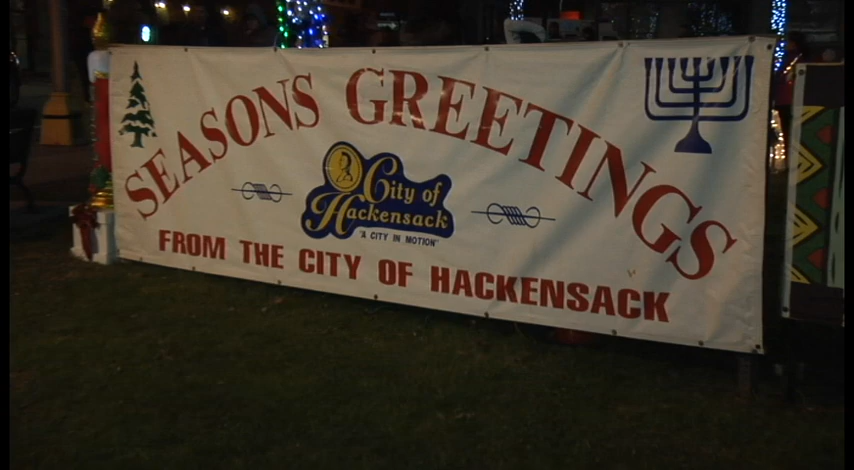 SEASONS GREETINGS
City of
Hackensack
"A CITY IN MOTION"
FROM THE CITY OF HACKENSACK